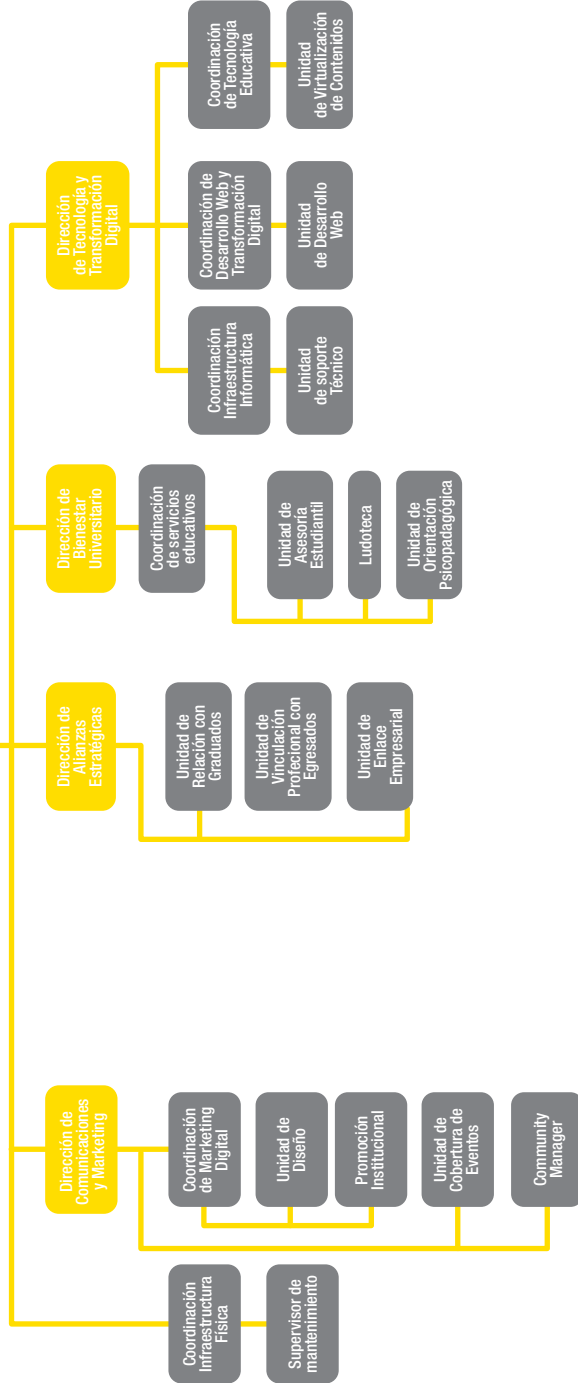 Coordinación
Infraestructura
Física
Supervisor de
mantenimiento
Dirección de
Comunicaciones
y Marketing
Coordinación
de Marketing
Digital
Unidad de
Diseño
Promoción
Institucional
Unidad de
Cobertura de
Eventos
Community
Manager
Dirección de
Alianzas
Estratégicas
Unidad de
Relación con
Graduados
Unidad de
Vinculación
Profecional con
Egresados
Unidad de
Enlace
Empresarial
Dirección de
Bienestar
Universitario
Coordinación
de servicios
educativos
Unidad de
Asesoría
Estudiantil
Ludoteca
Unidad de
Orientación
Psicopadagógica
Dirección
de Tecnología y
Transformación
Digital
Coordinación
Infraestructura
Informática
Unidad
de soporte
Técnico
Coordinación de
Desarrollo Web y
Transformación
Digital
Unidad
de Desarrollo
Web
Coordinación
de Tecnología
Educativa
Unidad
de Virtualización
de Contenidos